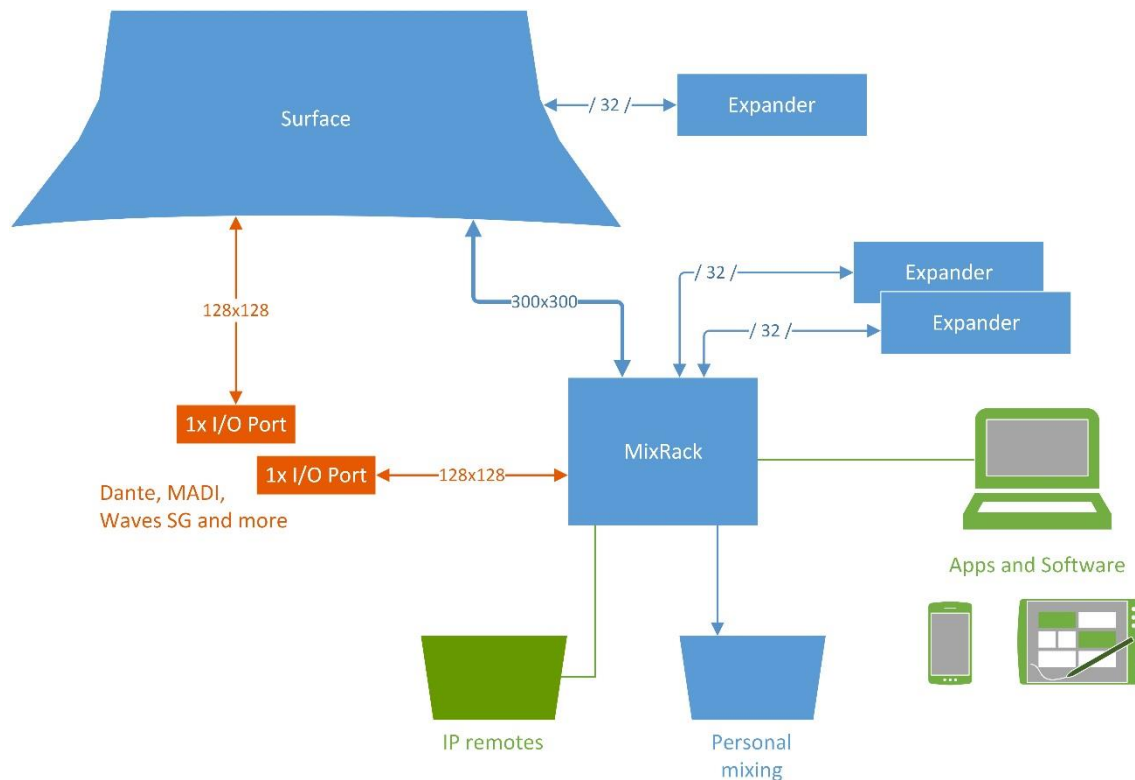 Surface
/ 32 /
Expander
128x128
300x300
/ 32 /
Expander
/ 32 /
Expander
1x I/O Port
MixRack
1x I/O Port
128x128
Dante, MADI,
Waves SG and more
Apps and Software
IP remotes
Personal
mixing